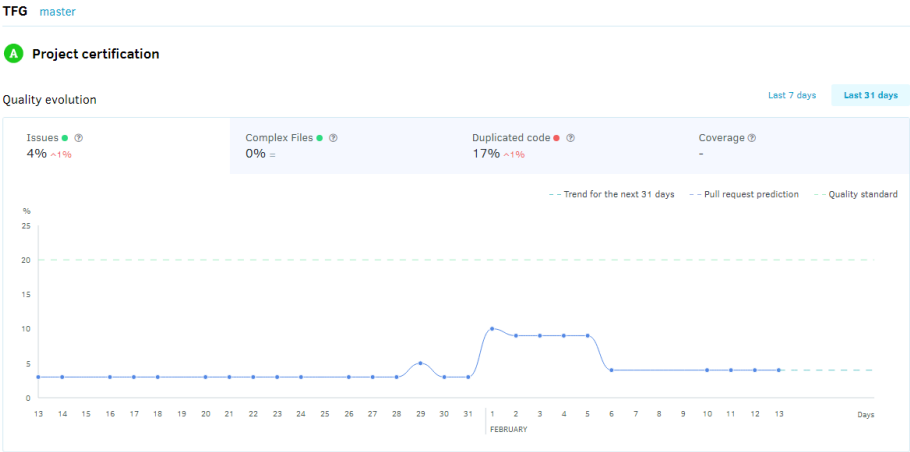 TFG master
A Project certification
Quality evolution
Last 7 days Last 31 days
Issues ? Complex Files ? Duplicated code ? Coverage ?
4% ^1% 0% = 17% ^1% -
Trend for the next 31 days Pull request prediction Quality standard
%
25
20
15
10
5
0
13 14 15 16 17 18 19 20 21 22 23 24 25 26 27 28 29 30 31 1 2 3 4 5 6 7 8 9 10 11 12 13 Days
FEBRUARY